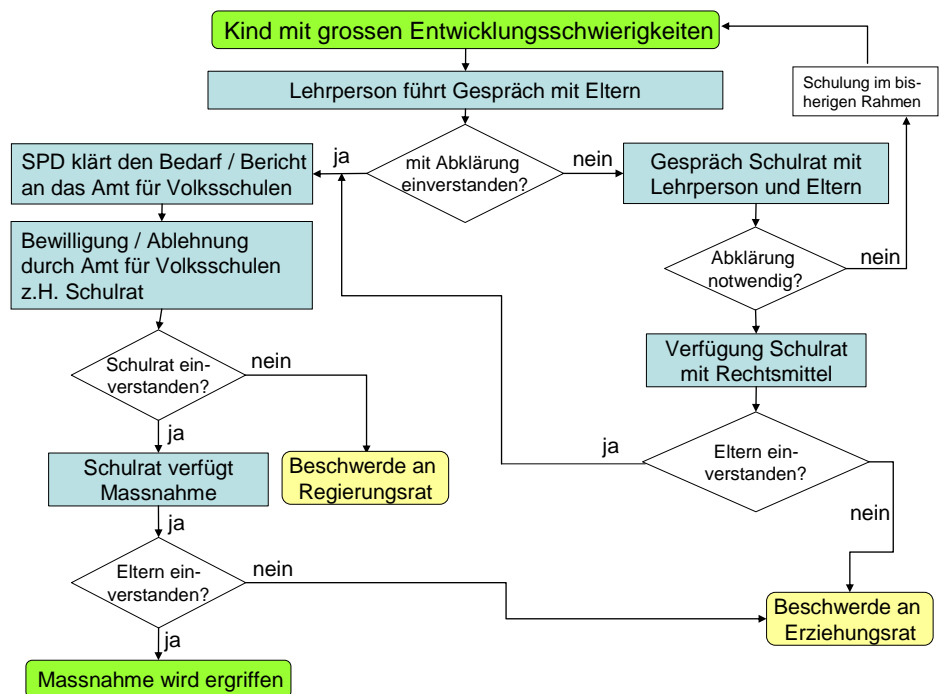 Kind mit grossen Entwicklungsschwierigkeiten
Lehrperson führt Gespräch mit Eltern
Schulung im bis-
herigen Rahmen
mit Abklärung
einverstanden?
ja
nein
SPD klärt den Bedarf / Bericht
an das Amt für Volksschulen
Gespräch Schulrat mit
Lehrperson und Eltern
Bewilligung / Ablehnung
durch Amt für Volksschulen
z.H. Schulrat
Abklärung
notwendig?
nein
Schulrat ein-
verstanden?
nein
ja
Verfügung Schulrat
mit Rechtsmittel
Schulrat verfügt
Massnahme
Beschwerde an
Regierungsrat
Eltern ein-
verstanden?
ja
nein
ja
Eltern ein-
verstanden?
nein
ja
Beschwerde an
Erziehungsrat
Massnahme wird ergriffen